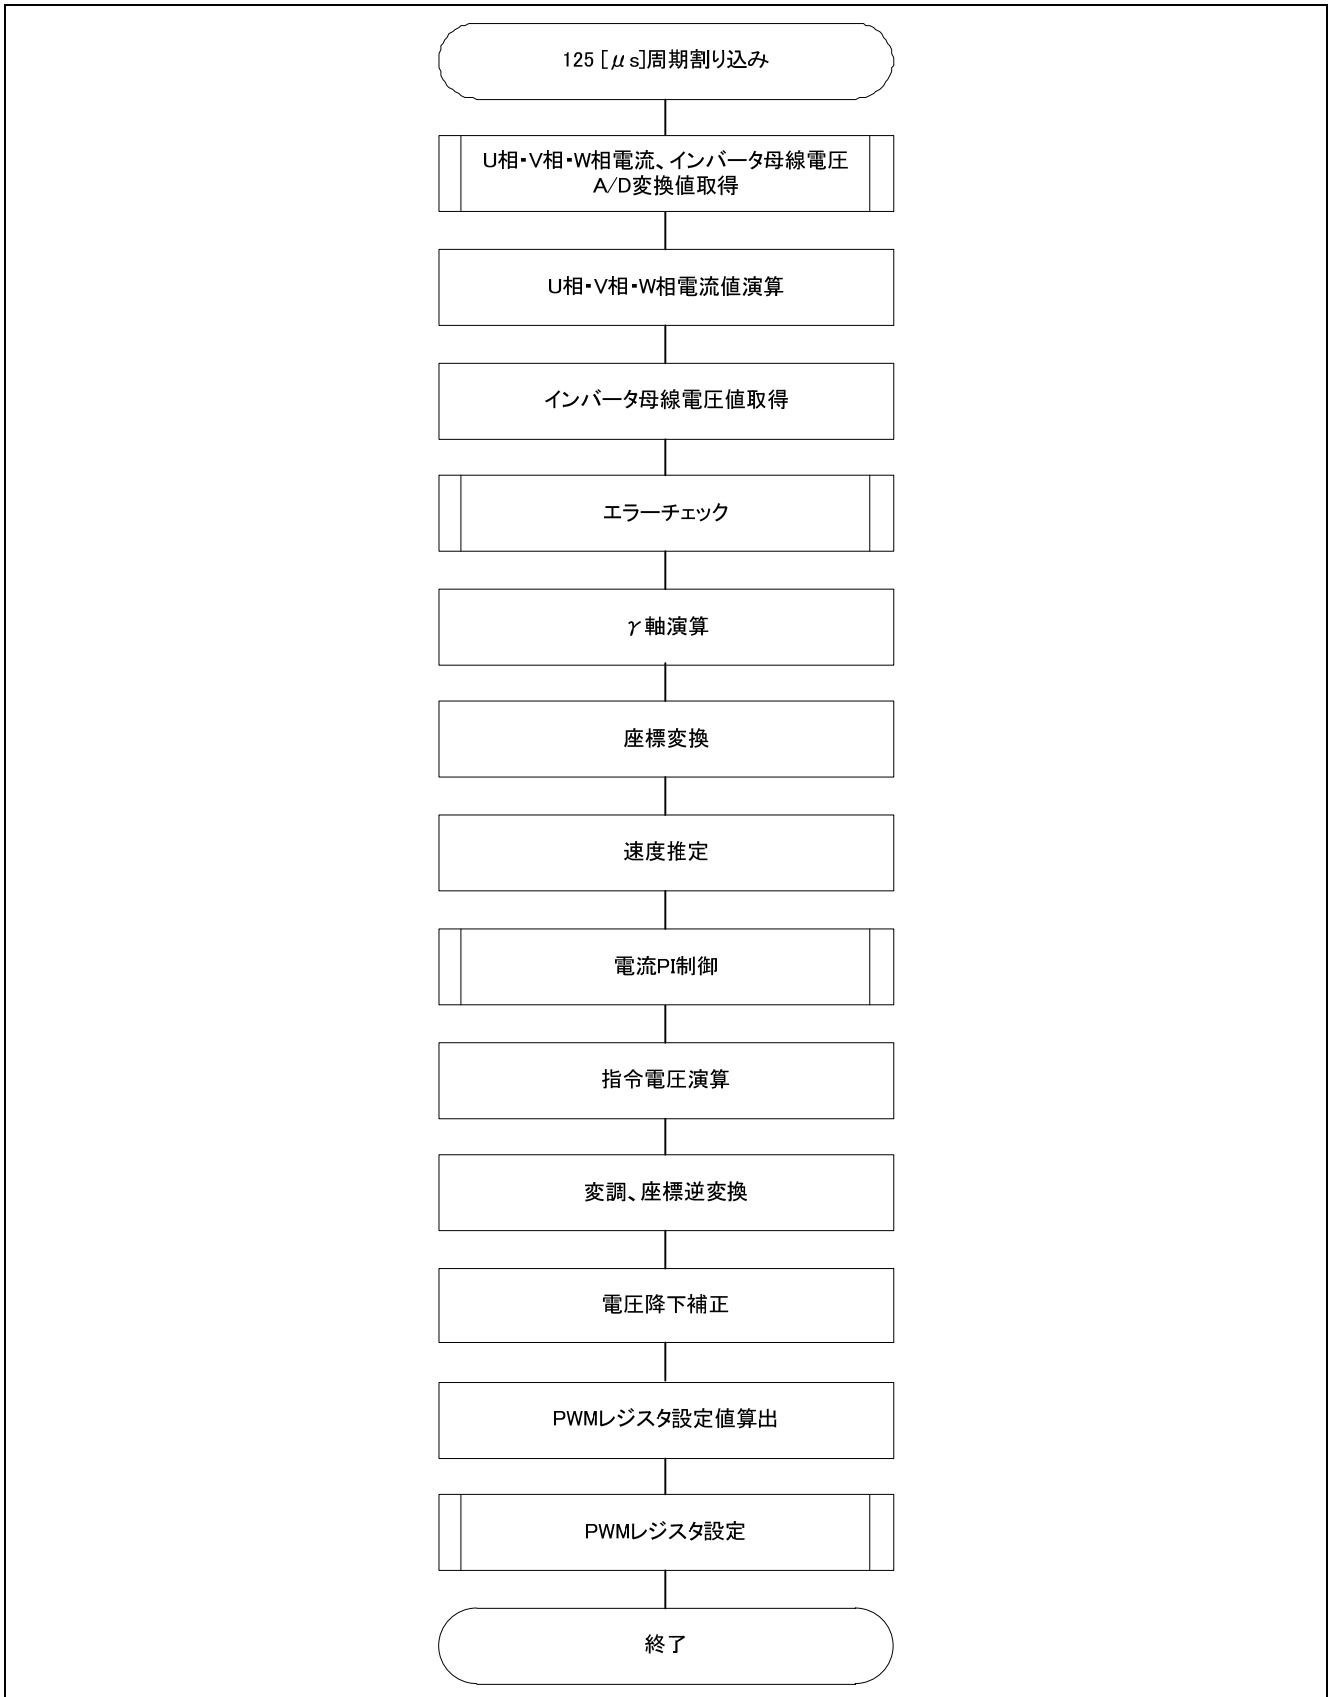 125 [μs]周期割り込み
U相・V相・W相電流、インバータ母線電圧
A/D変換値取得
U相・V相・W相電流値演算
インバータ母線電圧値取得
エラーチェック
γ軸演算
座標変換
速度推定
電流PI制御
指令電圧演算
変調、座標逆変換
電圧降下補正
PWMレジスタ設定値算出
PWMレジスタ設定
終了